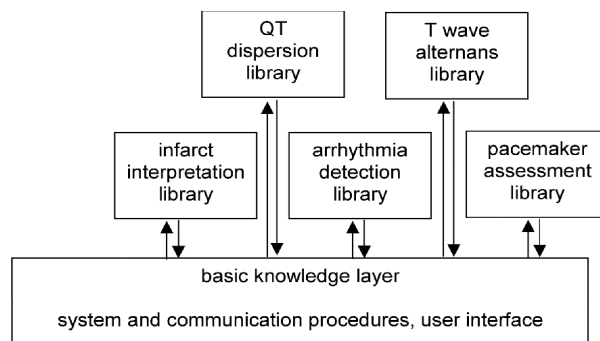 QT
dispersion
library
T wave
alternans
library
infarct
interpretation
library
arrhythmia
detection
library
pacemaker
assessment
library
basic knowledge layer
system and communication procedures, user interface